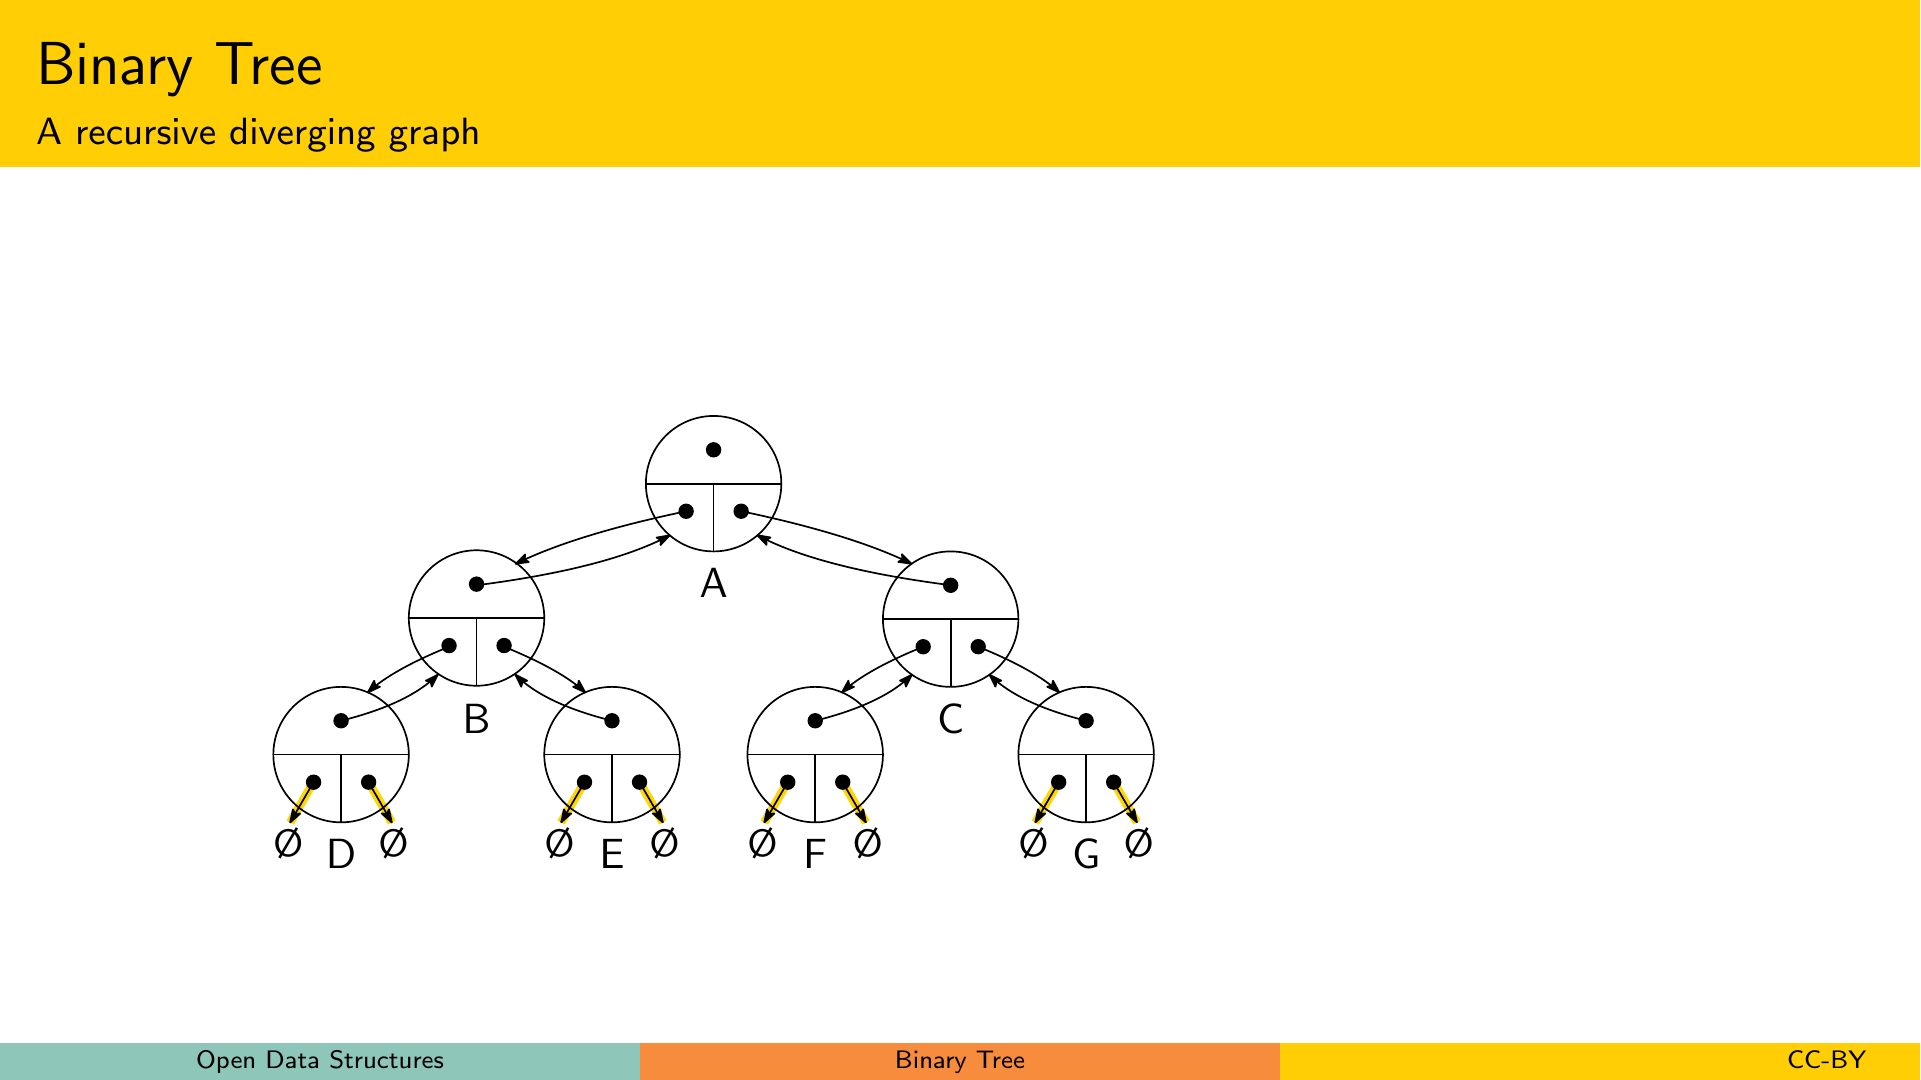 Binary Tree
A recursive diverging graph
A
B
C
Ø D Ø
Ø E Ø
Ø F Ø
Ø G Ø
Open Data Structures
Binary Tree
CC-BY